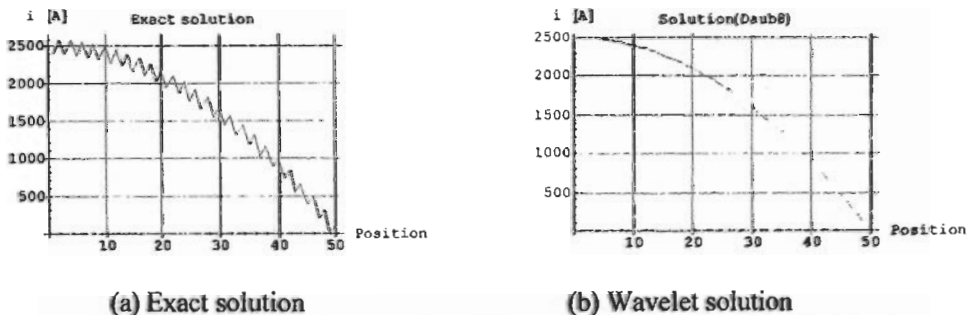 i [A]
Exact solution
2500
2000
1500
1000
500
10 20 30 40 50
Position
(a) Exact solution
i [A]
Solution(Daub8)
2500
2000
1500
1000
500
10 20 30 40 50
Position
(b) Wavelet solution